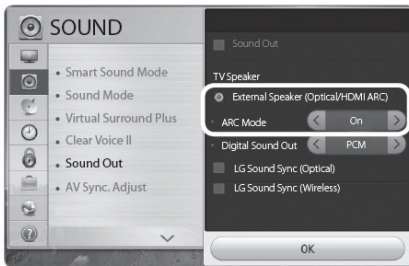 SOUND
• Smart Sound Mode
• Sound Mode
• Virtual Surround Plus
• Clear Voice II
• Sound Out
• AV Sync. Adjust
Sound Out
TV Speaker
External Speaker (Optical/HDMI ARC)
• ARC Mode < On >
• Digital Sound Out < PCM >
LG Sound Sync (Optical)
LG Sound Sync (Wireless)
OK